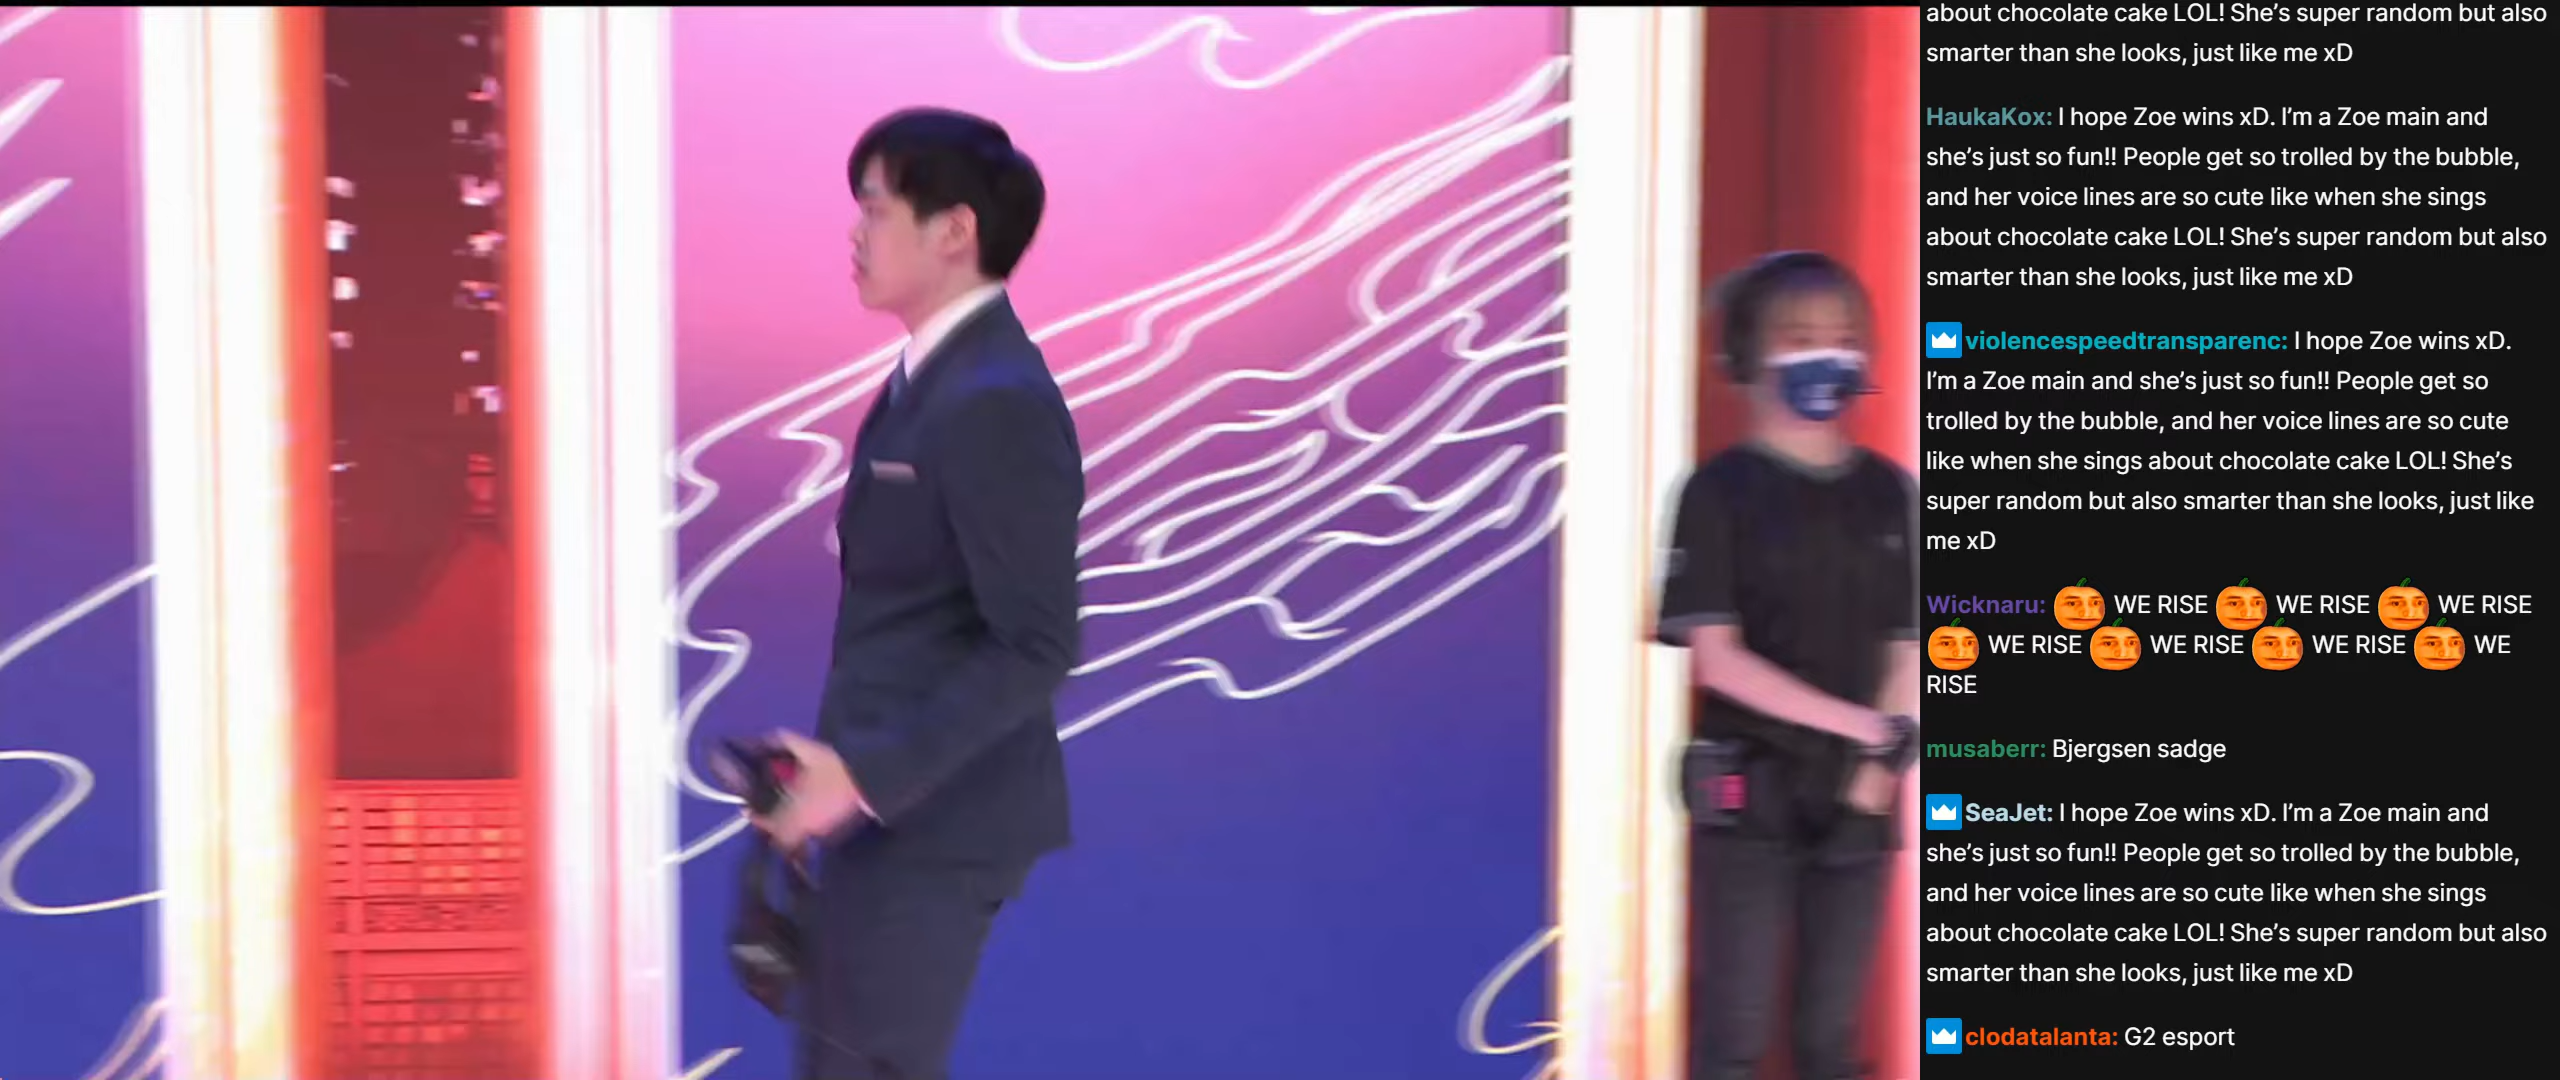 about chocolate cake LOL! She’s super random but also
smarter than she looks, just like me xD
HaukaKox: I hope Zoe wins xD. I’m a Zoe main and
she’s just so fun!! People get so trolled by the bubble,
and her voice lines are so cute like when she sings
about chocolate cake LOL! She’s super random but also
smarter than she looks, just like me xD
violencespeedtransparenc: I hope Zoe wins xD.
I’m a Zoe main and she’s just so fun!! People get so
trolled by the bubble, and her voice lines are so cute
like when she sings about chocolate cake LOL! She’s
super random but also smarter than she looks, just like
me xD
Wicknaru: WE RISE WE RISE WE RISE
WE RISE WE RISE WE RISE WE
RISE
musaberr: Bjergsen sadge
SeaJet: I hope Zoe wins xD. I’m a Zoe main and
she’s just so fun!! People get so trolled by the bubble,
and her voice lines are so cute like when she sings
about chocolate cake LOL! She’s super random but also
smarter than she looks, just like me xD
clodatalanta: G2 esport